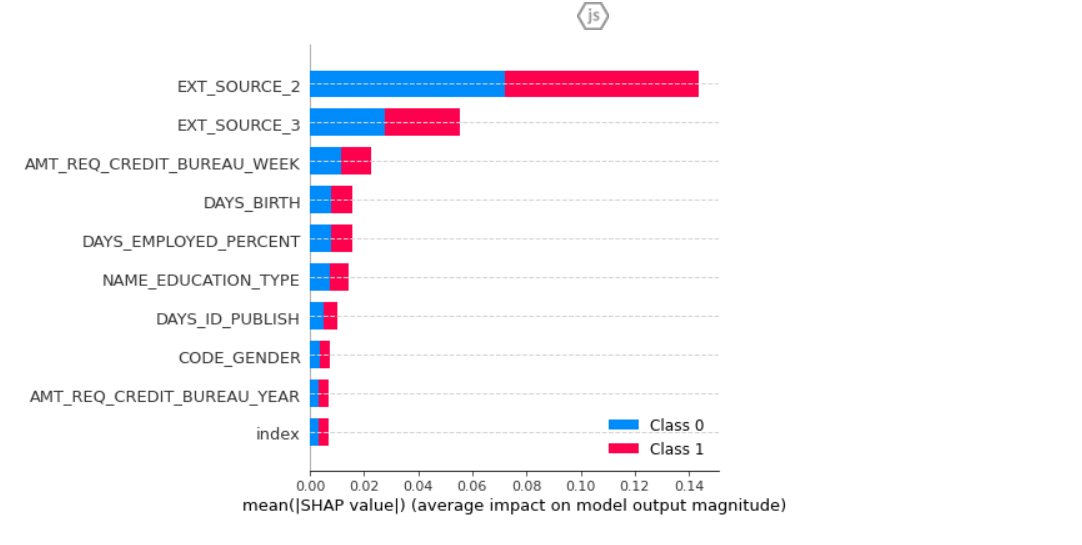 js
EXT_SOURCE_2
EXT_SOURCE_3
AMT_REQ_CREDIT_BUREAU_WEEK
DAYS_BIRTH
DAYS_EMPLOYED_PERCENT
NAME_EDUCATION_TYPE
DAYS_ID_PUBLISH
CODE_GENDER
AMT_REQ_CREDIT_BUREAU_YEAR
index
Class 0
Class 1
0.00 0.02 0.04 0.06 0.08 0.10 0.12 0.14
mean(|SHAP value|) (average impact on model output magnitude)